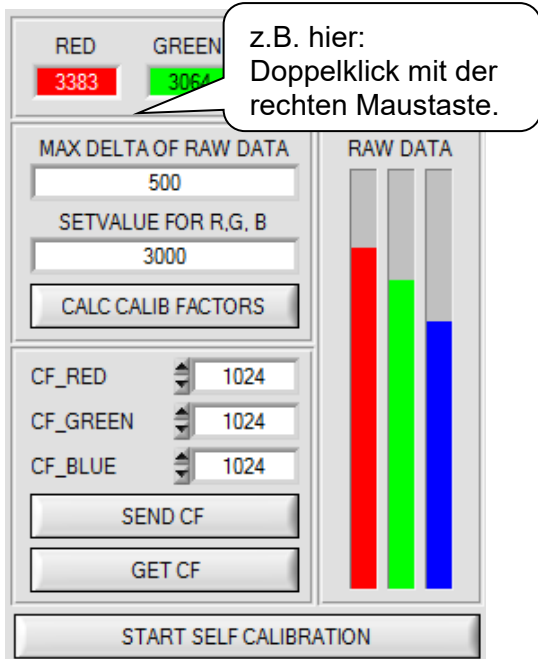 RED GREEN
z.B. hier:
Doppelklick mit der
rechten Maustaste.
3383 3064
MAX DELTA OF RAW DATA
500
SETVALUE FOR R,G, B
3000
CALC CALIB FACTORS
RAW DATA
CF_RED 1024
CF_GREEN 1024
CF_BLUE 1024
SEND CF
GET CF
START SELF CALIBRATION